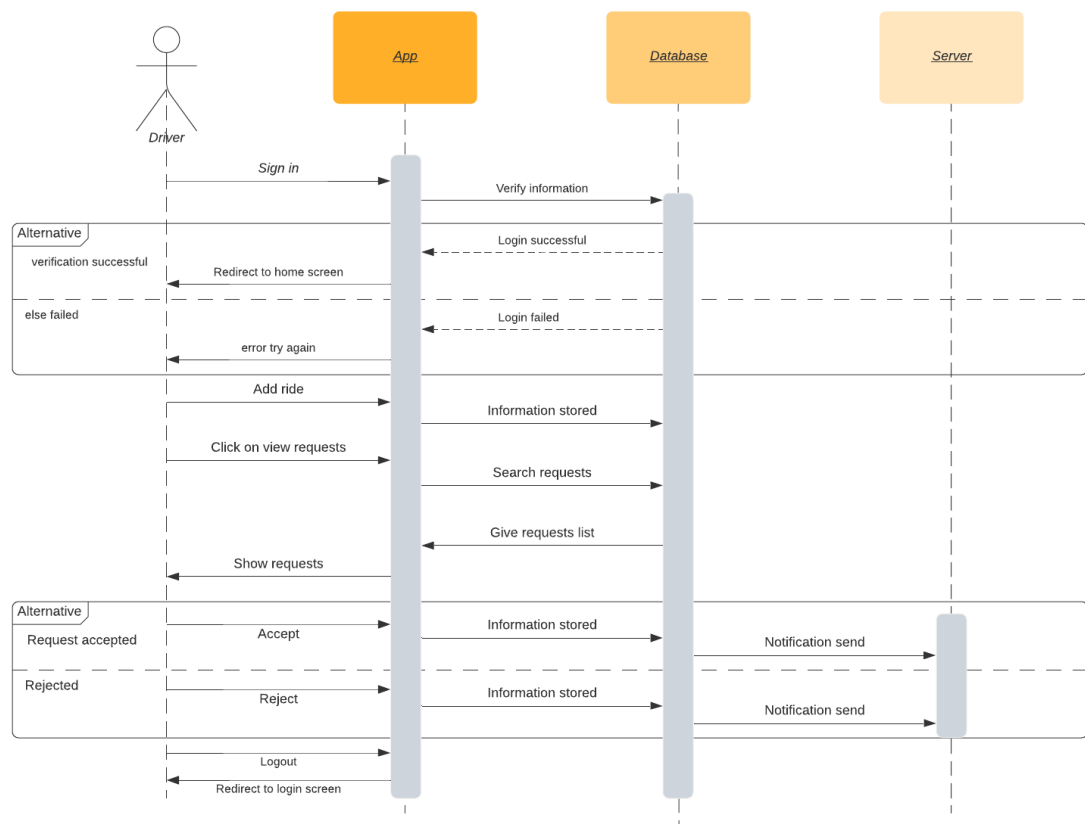 App
Database
Server
Driver
Sign in
Verify information
Alternative
Login successful
verification successful
Redirect to home screen
else failed
Login failed
error try again
Add ride
Information stored
Click on view requests
Search requests
Give requests list
Show requests
Alternative
Request accepted
Accept
Information stored
Notification send
Rejected
Reject
Information stored
Notification send
Logout
Redirect to login screen